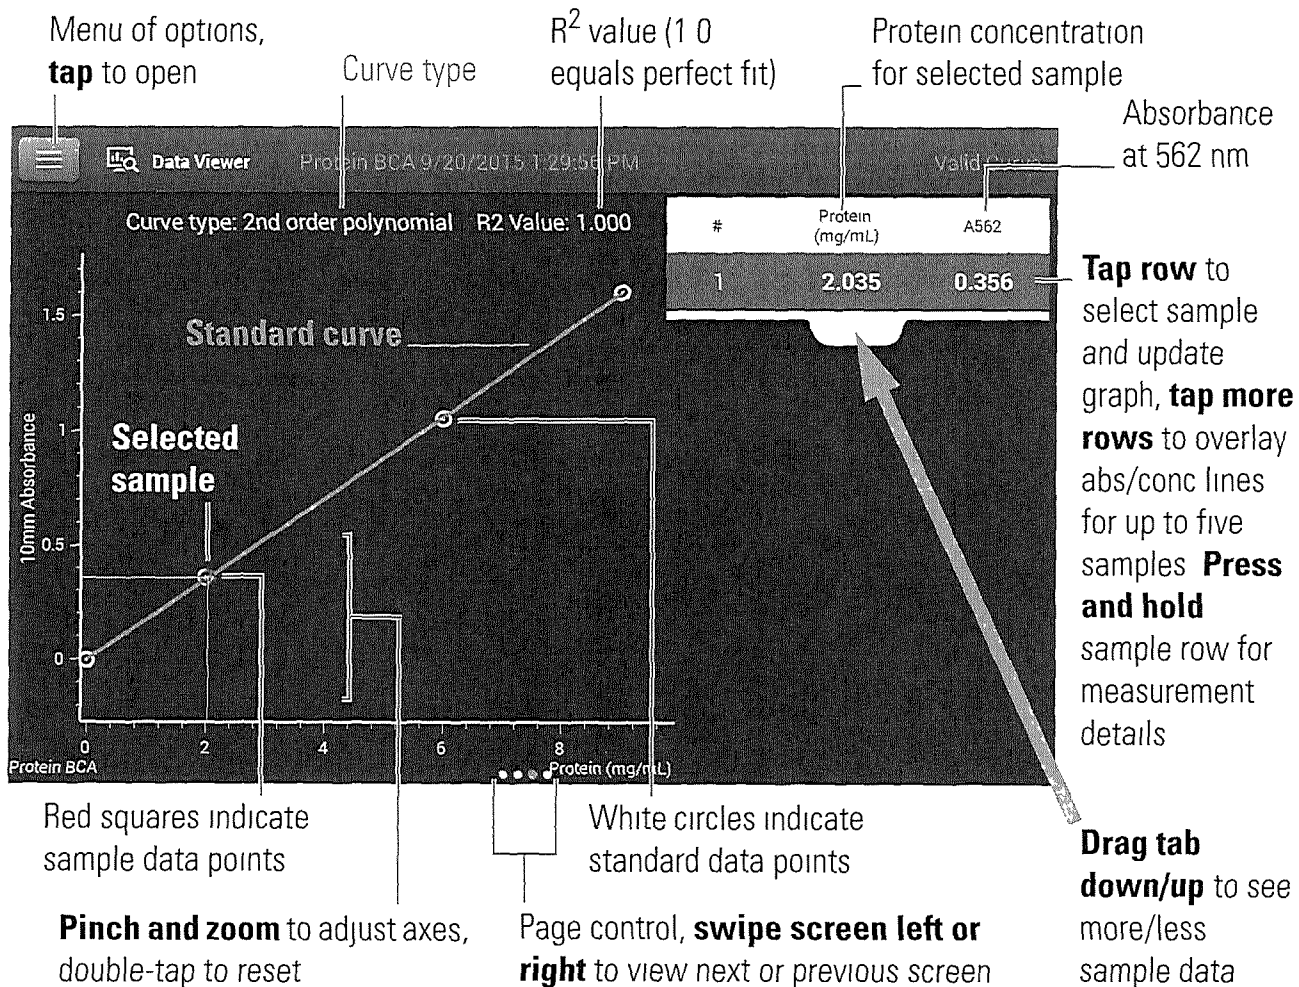 Menu of options,
tap to open
Curve type
R2 value (1 0
equals perfect fit)
Protein concentration
for selected sample
Absorbance
at 562 nm
Data Viewer
Protein BCA 9/20/2015 1:29:56 PM
Valid Curve
Curve type: 2nd order polynomial R2 Value: 1.000
# Protein A562
(mg/mL)
1 2.035 0.356
Tap row to
select sample
and update
graph, tap more
rows to overlay
abs/conc lines
for up to five
samples Press
and hold
sample row for
measurement
details
Standard curve
Selected
sample
10mm Absorbance
1.5
1
0.5
0
0 2 4 6 8
Protein BCA
Protein (mg/mL)
Red squares indicate
sample data points
White circles indicate
standard data points
Drag tab
down/up to see
more/less
sample data
Pinch and zoom to adjust axes,
double-tap to reset
Page control, swipe screen left or
right to view next or previous screen